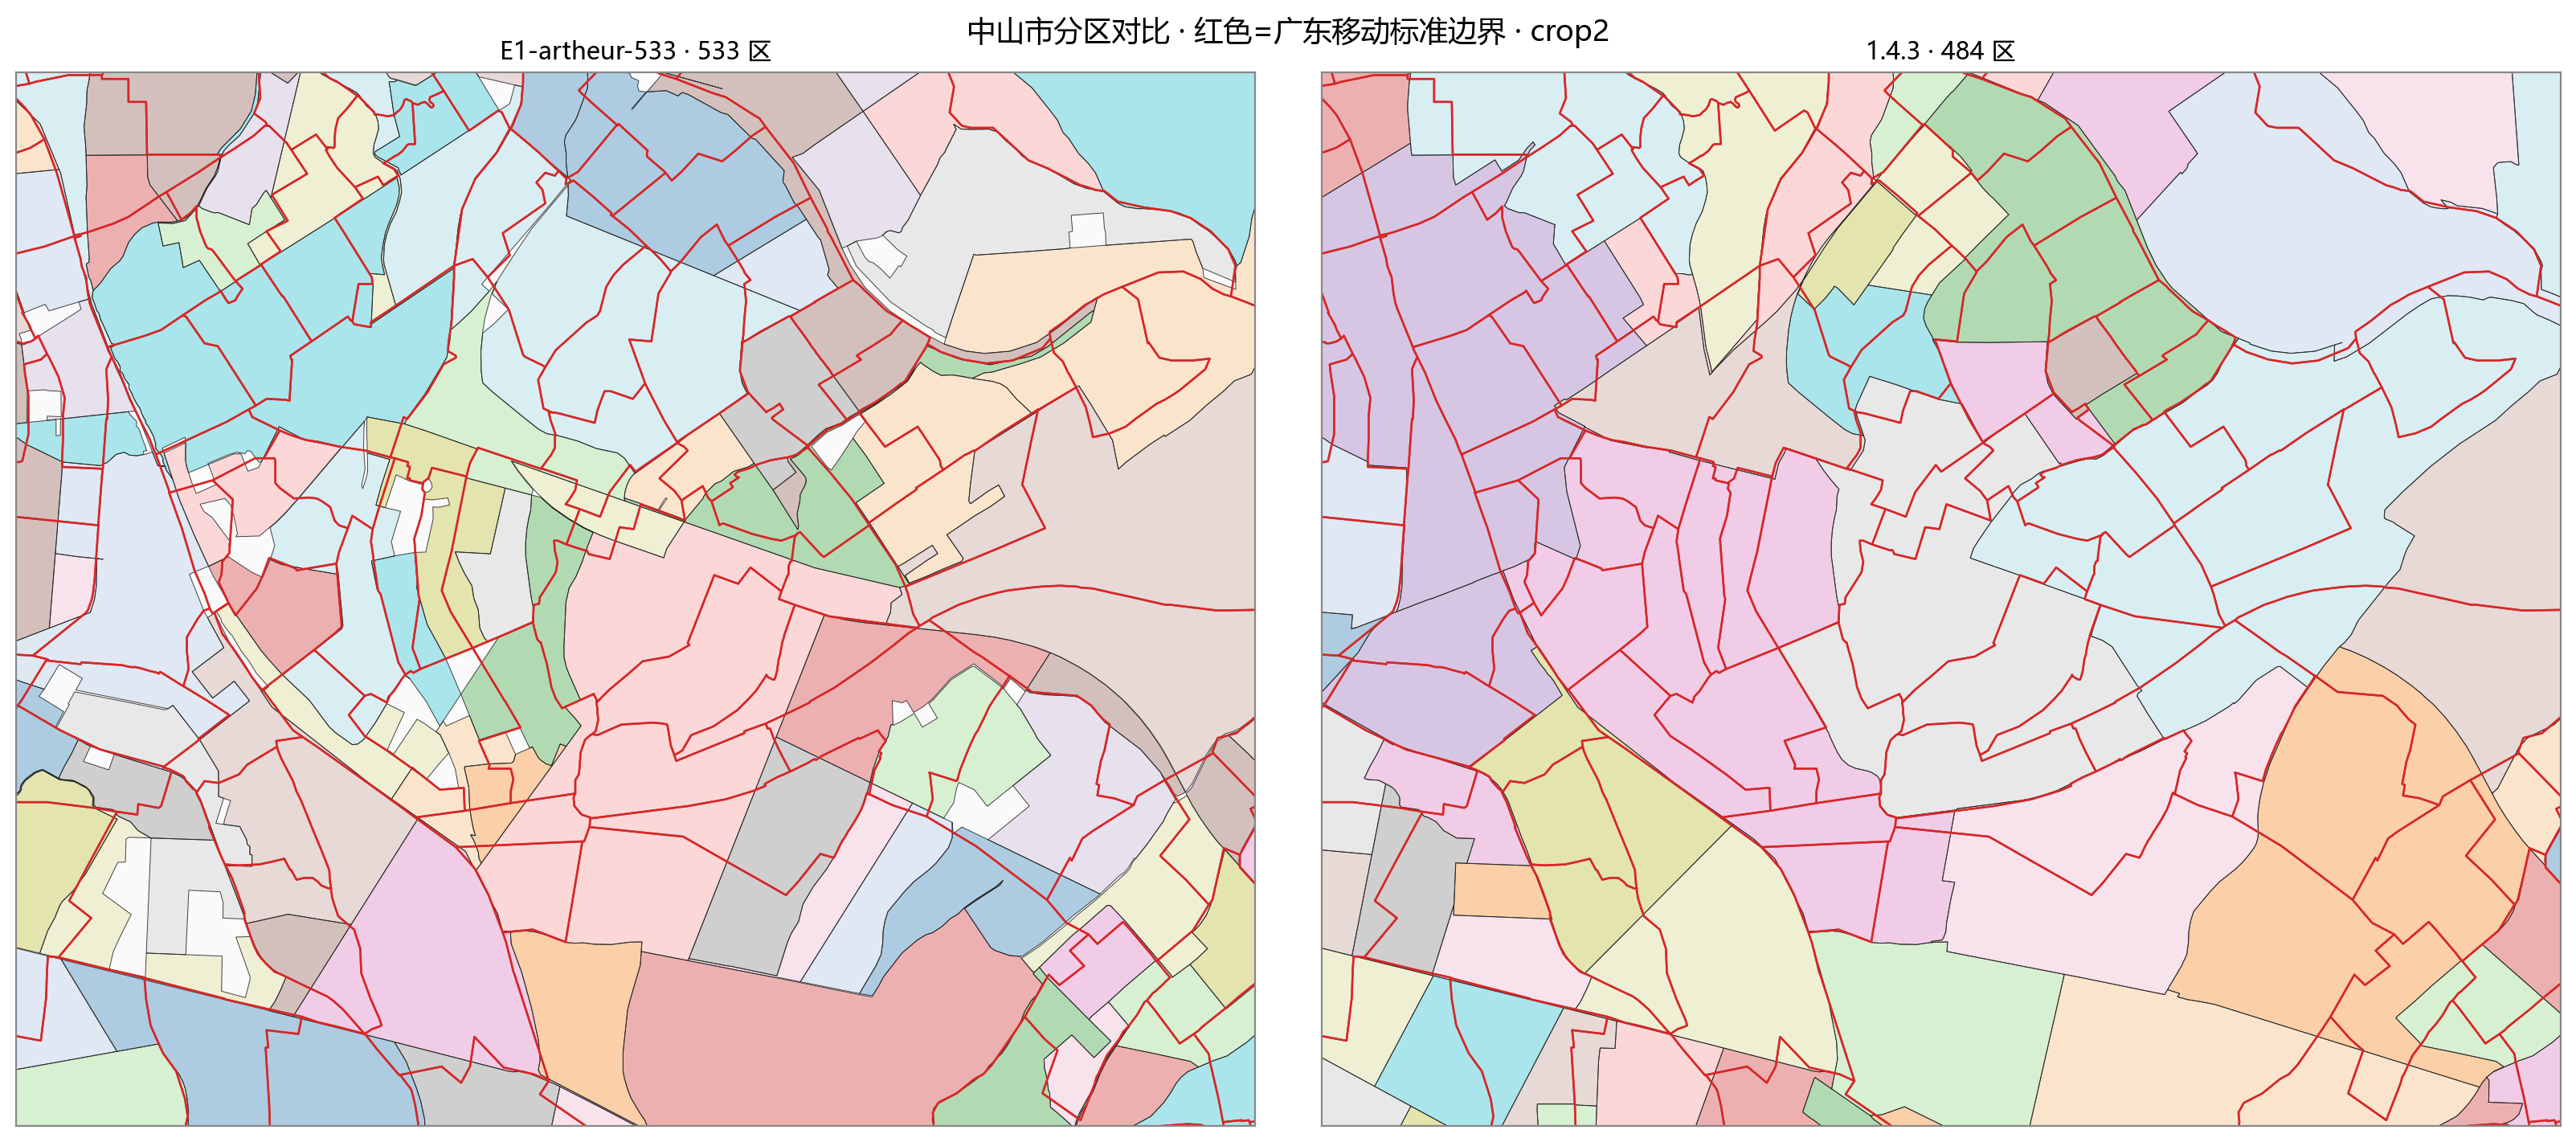 中山市分区对比 · 红色=广东移动标准边界 · crop2
E1-artheur-533 · 533 区
1.4.3 · 484 区